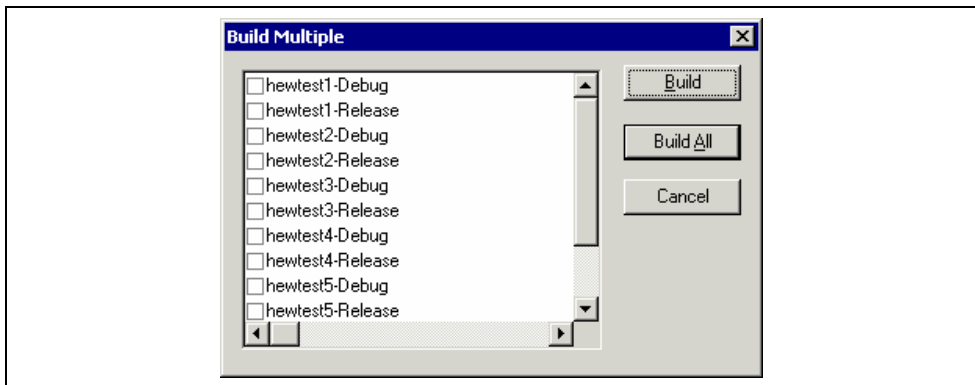 Build Multiple
hewtest1-Debug
hewtest1-Release
hewtest2-Debug
hewtest2-Release
hewtest3-Debug
hewtest3-Release
hewtest4-Debug
hewtest4-Release
hewtest5-Debug
hewtest5-Release
Build
Build All
Cancel